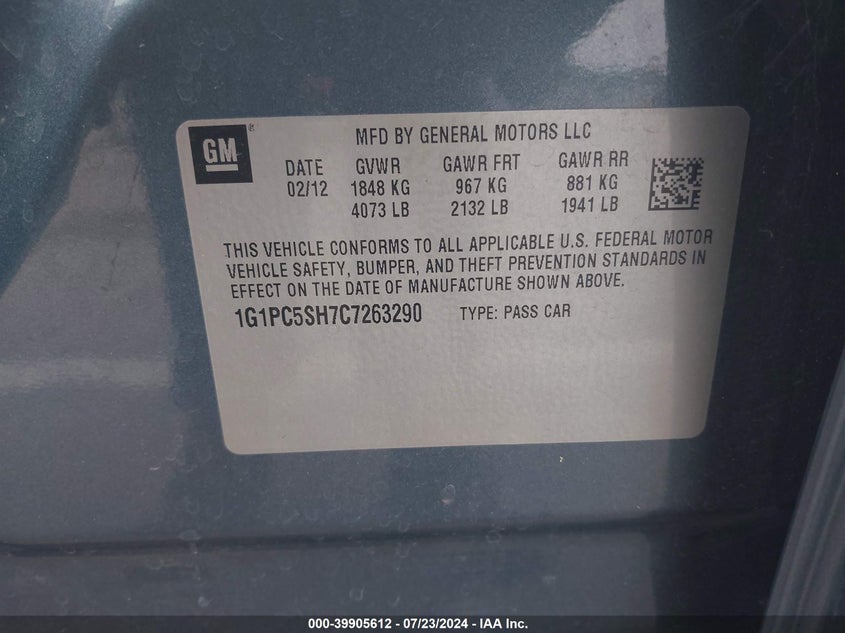 GM ®
MFD BY GENERAL MOTORS LLC
DATE GVWR GAWR FRT GAWR RR
02/12 1848 KG 967 KG 881 KG
4073 LB 2132 LB 1941 LB
THIS VEHICLE CONFORMS TO ALL APPLICABLE U.S. FEDERAL MOTOR
VEHICLE SAFETY, BUMPER, AND THEFT PREVENTION STANDARDS IN
EFFECT ON THE DATE OF MANUFACTURE SHOWN ABOVE.
1G1PC5SH7C7263290 TYPE: PASS CAR
000-39905612 - 07/23/2024 - IAA Inc.